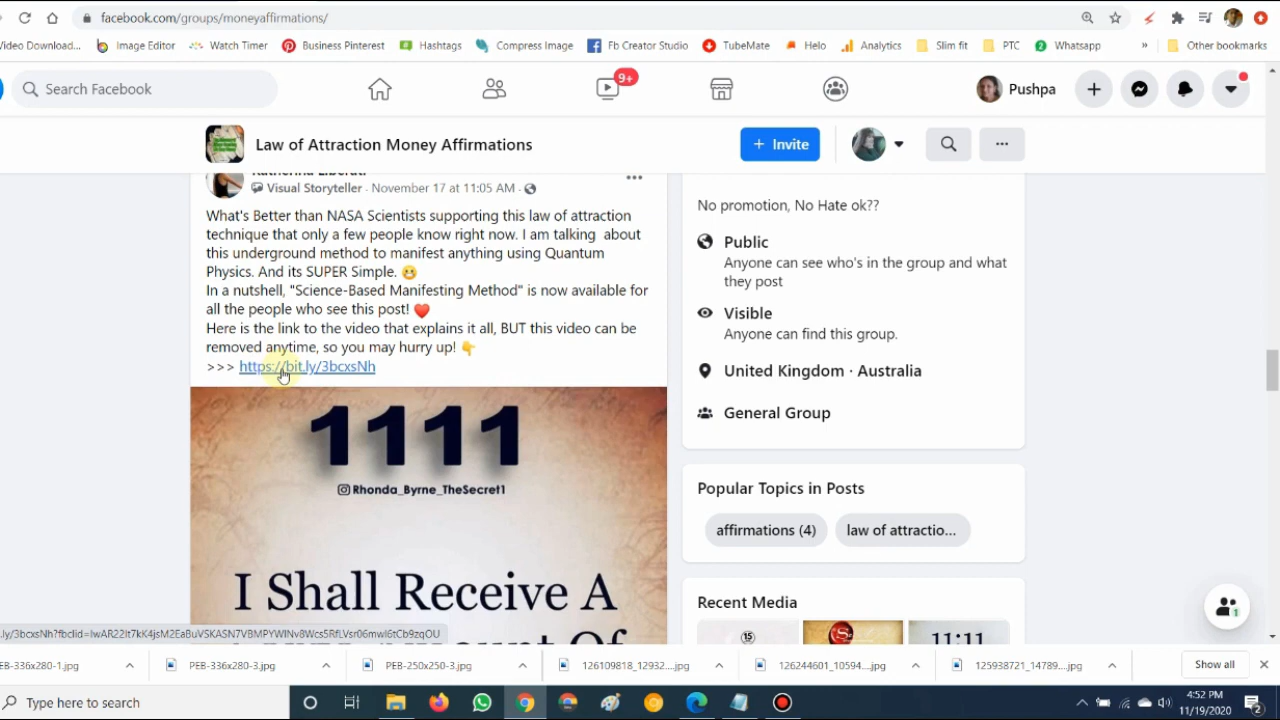 facebook.com/groups/moneyaffirmations/
Video Download... Image Editor Watch Timer Business Pinterest Hashtags Compress Image Fb Creator Studio TubeMate Helo Analytics Slim fit PTC Whatsapp » Other bookmarks
Search Facebook
9+
Pushpa
Law of Attraction Money Affirmations
+ Invite
Visual Storyteller · November 17 at 11:05 AM ·
What's Better than NASA Scientists supporting this law of attraction
technique that only a few people know right now. I am talking about
this underground method to manifest anything using Quantum
Physics. And its SUPER Simple. 😬
In a nutshell, "Science-Based Manifesting Method" is now available for
all the people who see this post! ❤️
Here is the link to the video that explains it all, BUT this video can be
removed anytime, so you may hurry up! 👇
>>> https://bit.ly/3bcxsNh
1111
Rhonda_Byrne_TheSecret1
I Shall Receive A
No promotion, No Hate ok??
Public
Anyone can see who's in the group and what
they post
Visible
Anyone can find this group.
United Kingdom · Australia
General Group
Popular Topics in Posts
affirmations (4)
law of attractio...
Recent Media
15
11:11
1
EB-336x280-1.jpg
PEB-336x280-3.jpg
PEB-250x250-3.jpg
126109818_12932....jpg
126244601_10594....jpg
125938721_14789....jpg
Show all
Type here to search
4:52 PM
11/19/2020
2